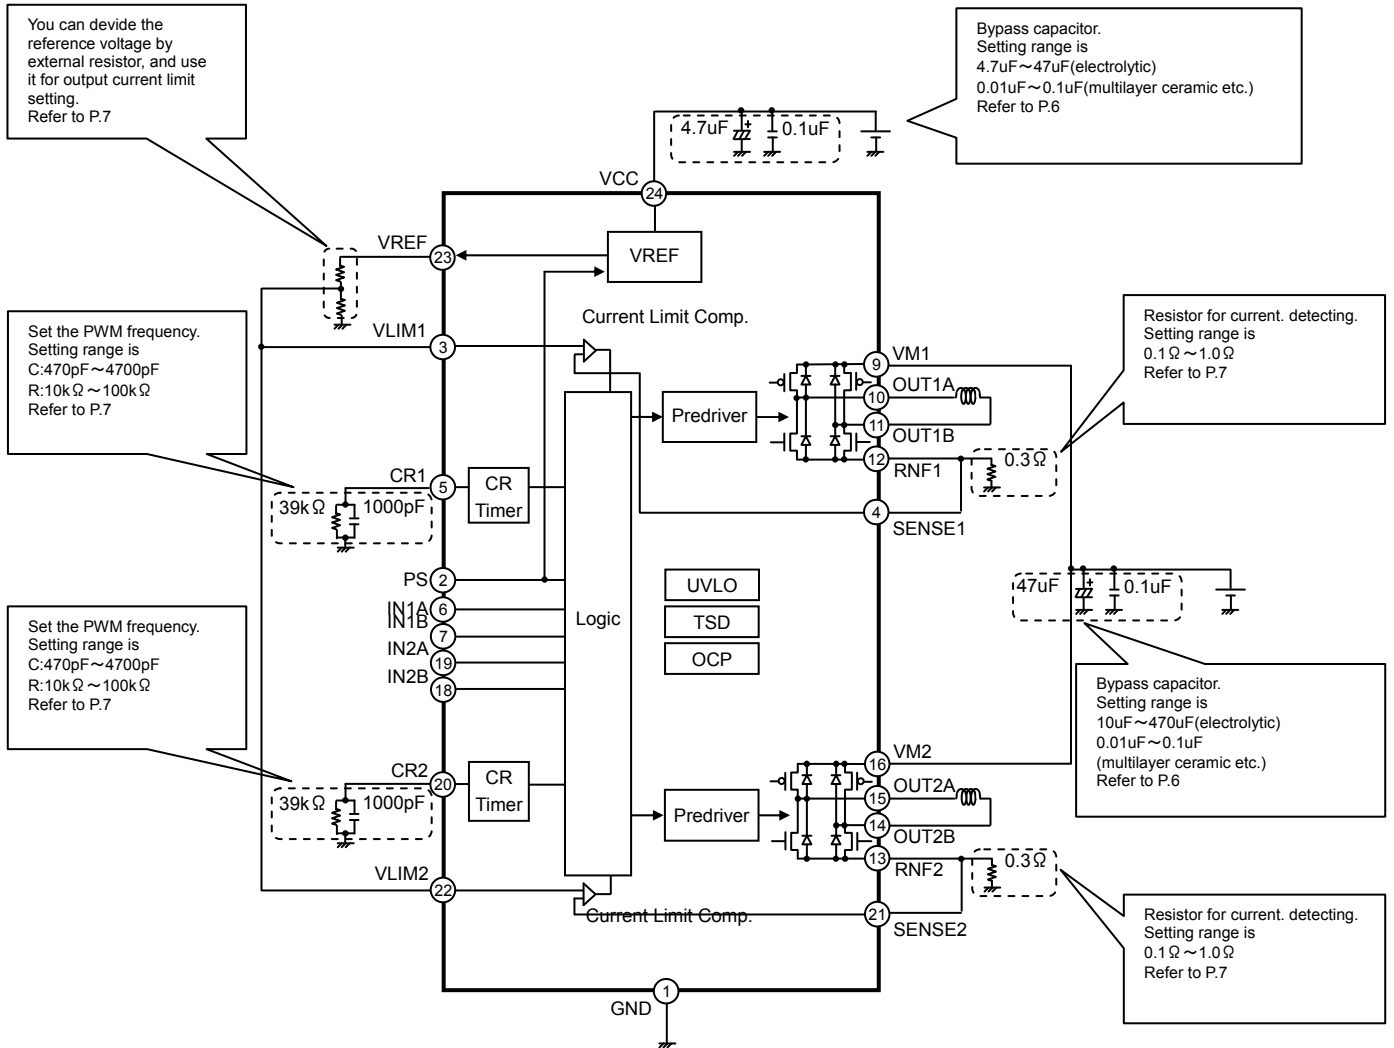 You can devide the
reference voltage by
external resistor, and use
it for output current limit
setting.
Refer to P.7
Bypass capacitor.
Setting range is
4.7uF～47uF(electrolytic)
0.01uF～0.1uF(multilayer ceramic etc.)
Refer to P.6
4.7uF
+
0.1uF
VCC
24
VREF
23
VREF
Current Limit Comp.
Set the PWM frequency.
Setting range is
C:470pF～4700pF
R:10kΩ～100kΩ
Refer to P.7
VLIM1
3
Resistor for current. detecting.
Setting range is
0.1Ω～1.0Ω
Refer to P.7
9
VM1
OUT1A
10
11
OUT1B
12
RNF1
0.3Ω
Predriver
CR1
5
CR
Timer
39kΩ
1000pF
4
SENSE1
PS
2
IN1A
6
IN1B
7
IN2A
19
IN2B
18
Logic
UVLO
TSD
OCP
47uF
+
0.1uF
Set the PWM frequency.
Setting range is
C:470pF～4700pF
R:10kΩ～100kΩ
Refer to P.7
Bypass capacitor.
Setting range is
10uF～470uF(electrolytic)
0.01uF～0.1uF
(multilayer ceramic etc.)
Refer to P.6
CR2
20
CR
Timer
39kΩ
1000pF
Predriver
VM2
16
OUT2A
15
14
OUT2B
13
RNF2
0.3Ω
VLIM2
22
Current Limit Comp.
21
SENSE2
Resistor for current. detecting.
Setting range is
0.1Ω～1.0Ω
Refer to P.7
GND
1